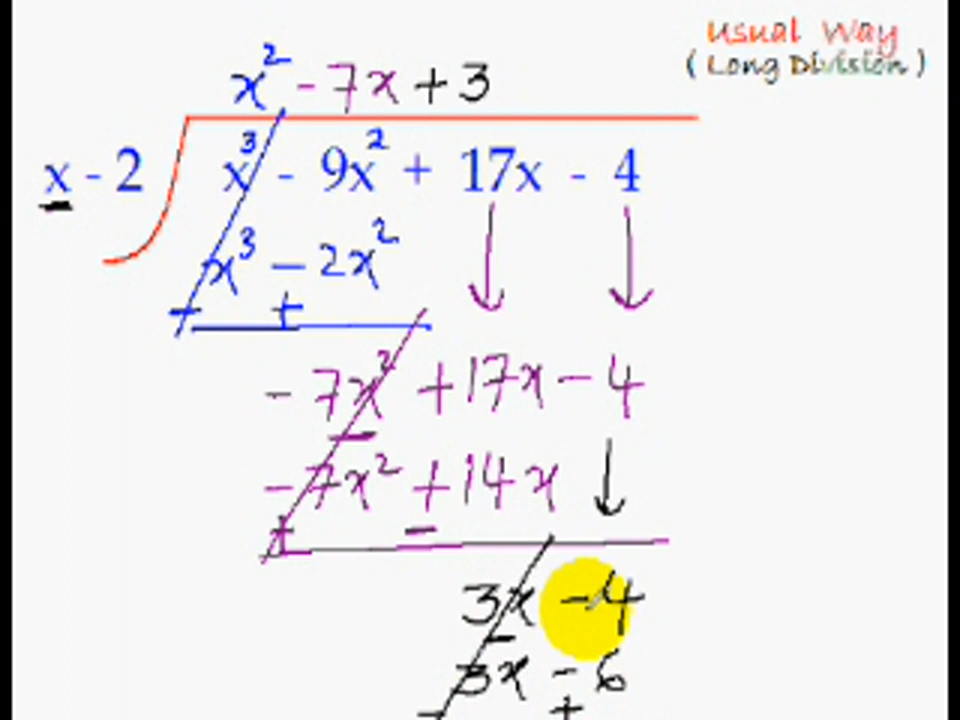 Usual Way
(Long Division)
x² - 7x + 3
x - 2
x³ - 9x² + 17x - 4
x³ - 2x²
- +
- 7x² + 17x - 4
- 7x² + 14x
+ -
3x - 4
3x - 6
- +